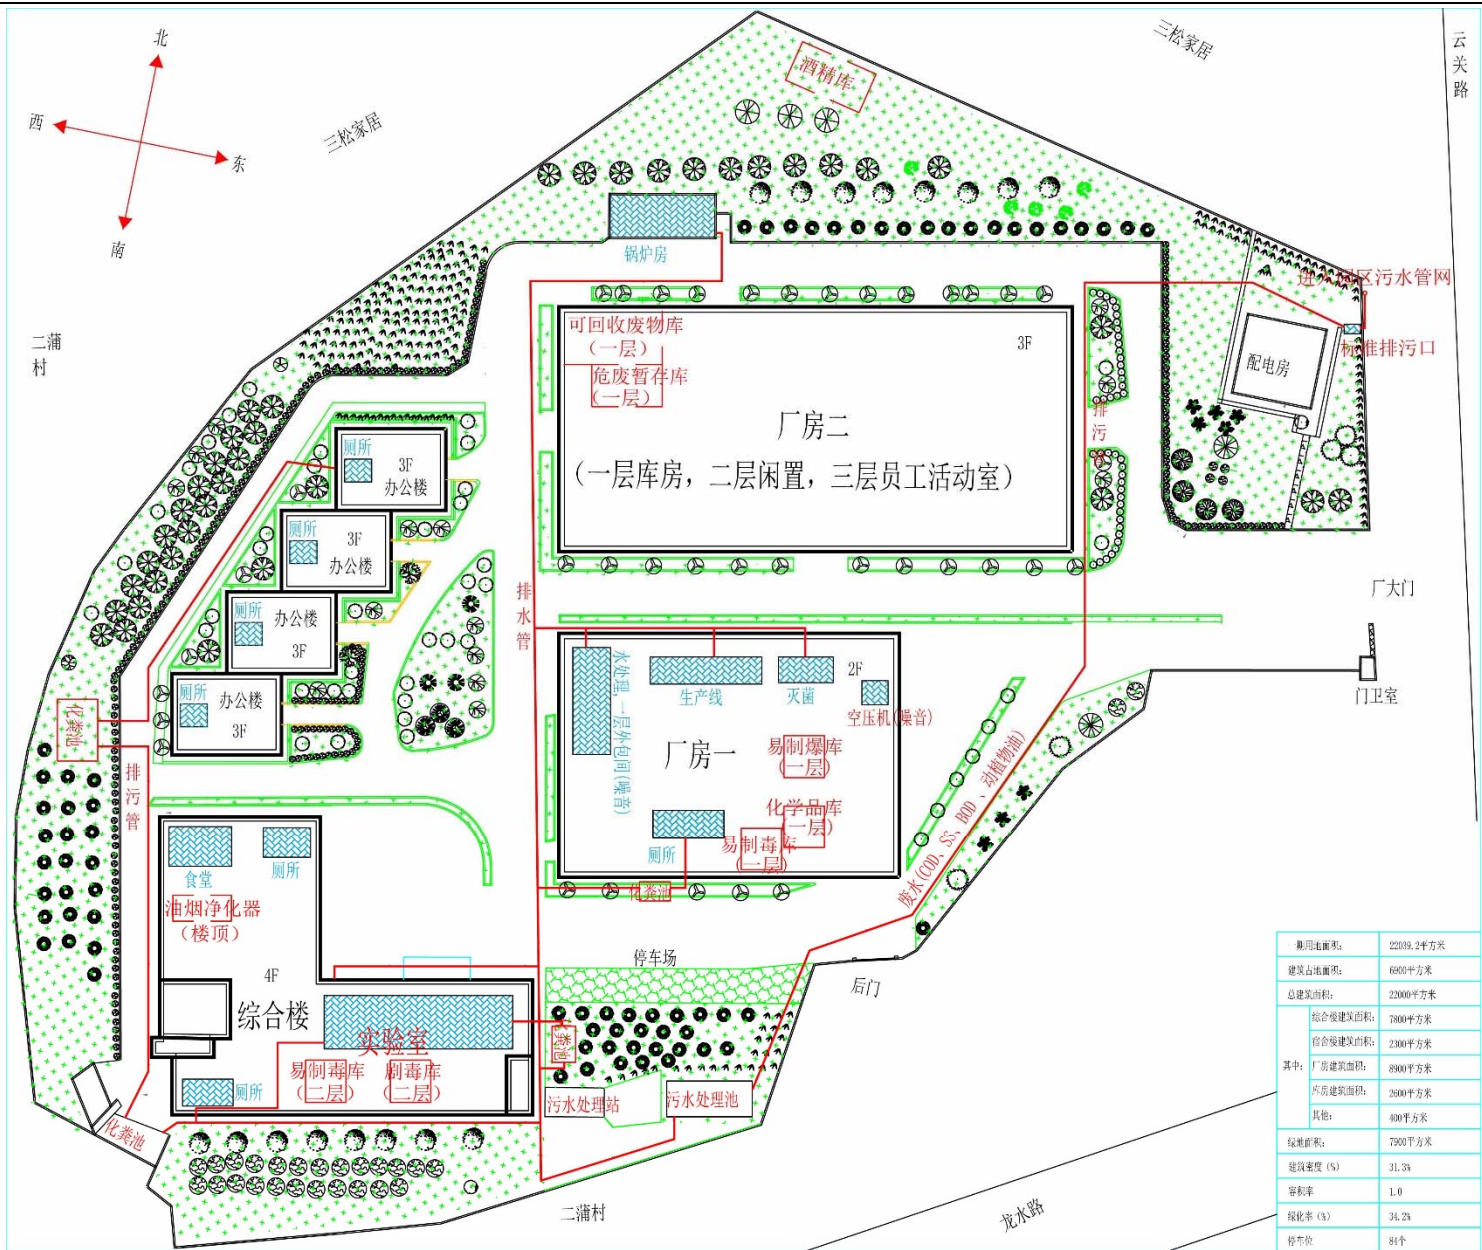 北
西
东
南
三松家居
三松家居
云关路
酒精库
锅炉房
二蒲村
进入园区污水管网
标准排污口
配电房
可回收废物库
（一层）
危废暂存库
（一层）
3F
厂房二
（一层库房，二层闲置，三层员工活动室）
排污管
厕所
3F
办公楼
厕所
3F
办公楼
厕所
办公楼
3F
厕所
办公楼
3F
排水管
厂大门
门卫室
水处理，一层外包间(噪音)
生产线
灭菌
2F
空压机(噪音)
厂房一
易制爆库
(一层)
化学品库
(一层)
易制毒库
(一层)
厕所
化粪池
化粪池
排污管
废水(COD、SS、BOD、动植物油)
食堂
厕所
油烟净化器
（楼顶）
4F
综合楼
实验室
易制毒库
(二层)
剧毒库
(二层)
厕所
化粪池
化粪池
停车场
后门
污水处理站
污水处理池
二蒲村
龙水路
期用地面积: 22039.2平方米
建筑占地面积: 6900平方米
总建筑面积: 22000平方米
其中: 综合楼建筑面积: 7800平方米
宿合楼建筑面积: 2300平方米
厂房建筑面积: 8900平方米
库房建筑面积: 2600平方米
其他: 400平方米
绿地面积: 7900平方米
建筑密度（%） 31.3%
容积率 1.0
绿化率（%） 34.2%
停车位 84个